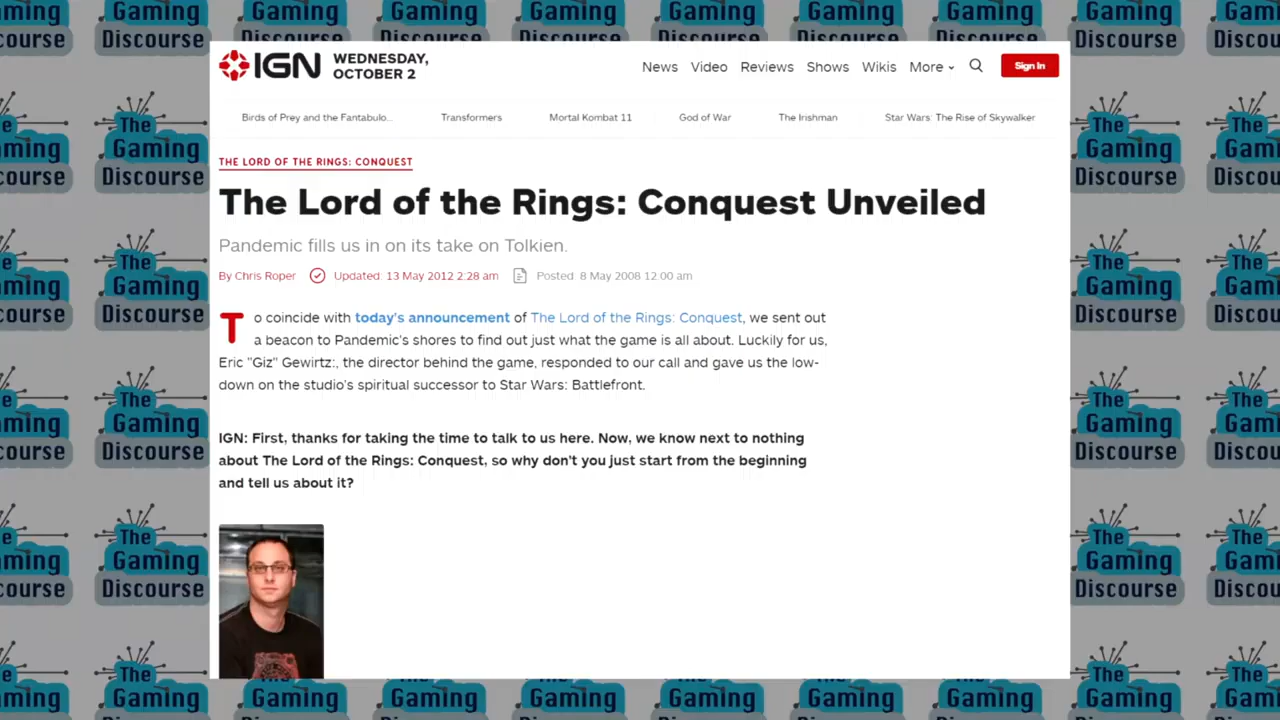 The Gaming Discourse
IGN
WEDNESDAY,
OCTOBER 2
News Video Reviews Shows Wikis More Sign In
Birds of Prey and the Fantabulo... Transformers Mortal Kombat 11 God of War The Irishman Star Wars: The Rise of Skywalker
THE LORD OF THE RINGS: CONQUEST
The Lord of the Rings: Conquest Unveiled
Pandemic fills us in on its take on Tolkien.
By Chris Roper Updated: 13 May 2012 2:28 am Posted: 8 May 2008 12:00 am
To coincide with today's announcement of The Lord of the Rings: Conquest, we sent out
a beacon to Pandemic's shores to find out just what the game is all about. Luckily for us,
Eric "Giz" Gewirtz:, the director behind the game, responded to our call and gave us the low-
down on the studio's spiritual successor to Star Wars: Battlefront.
IGN: First, thanks for taking the time to talk to us here. Now, we know next to nothing
about The Lord of the Rings: Conquest, so why don't you just start from the beginning
and tell us about it?